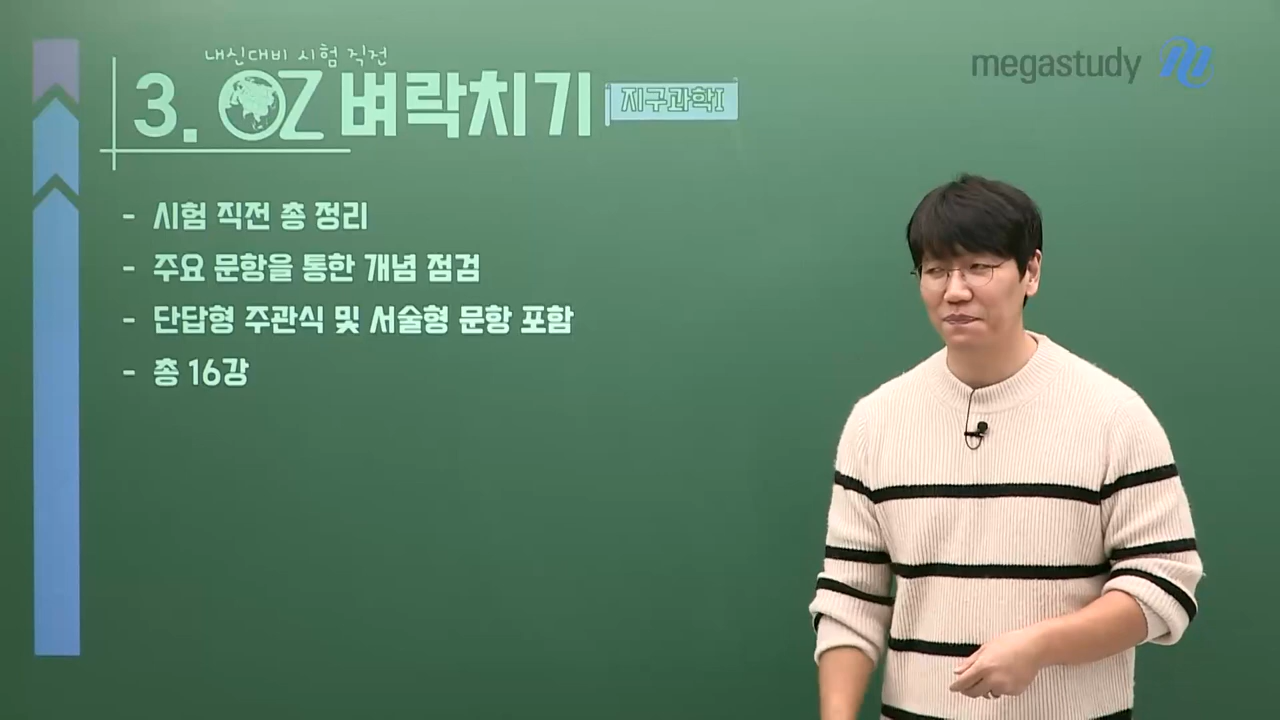 내신대비 시험 직전
3. OZ 벼락치기 지구과학I
megastudy
- 시험 직전 총 정리
- 주요 문항을 통한 개념 점검
- 단답형 주관식 및 서술형 문항 포함
- 총 16강